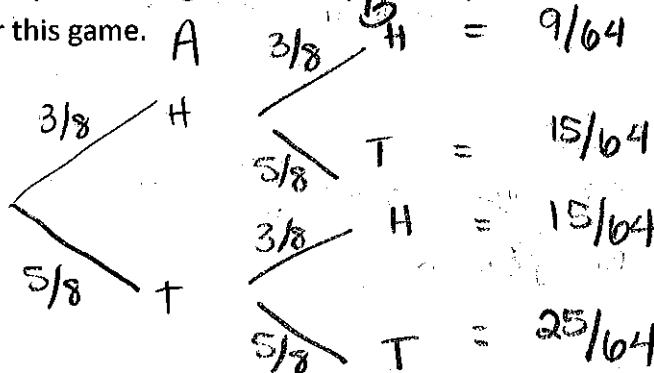 r this game. A 3/8 B H = 9/64
3/8 H
5/8 T = 15/64
3/8 H = 15/64
5/8 T
5/8 T = 25/64